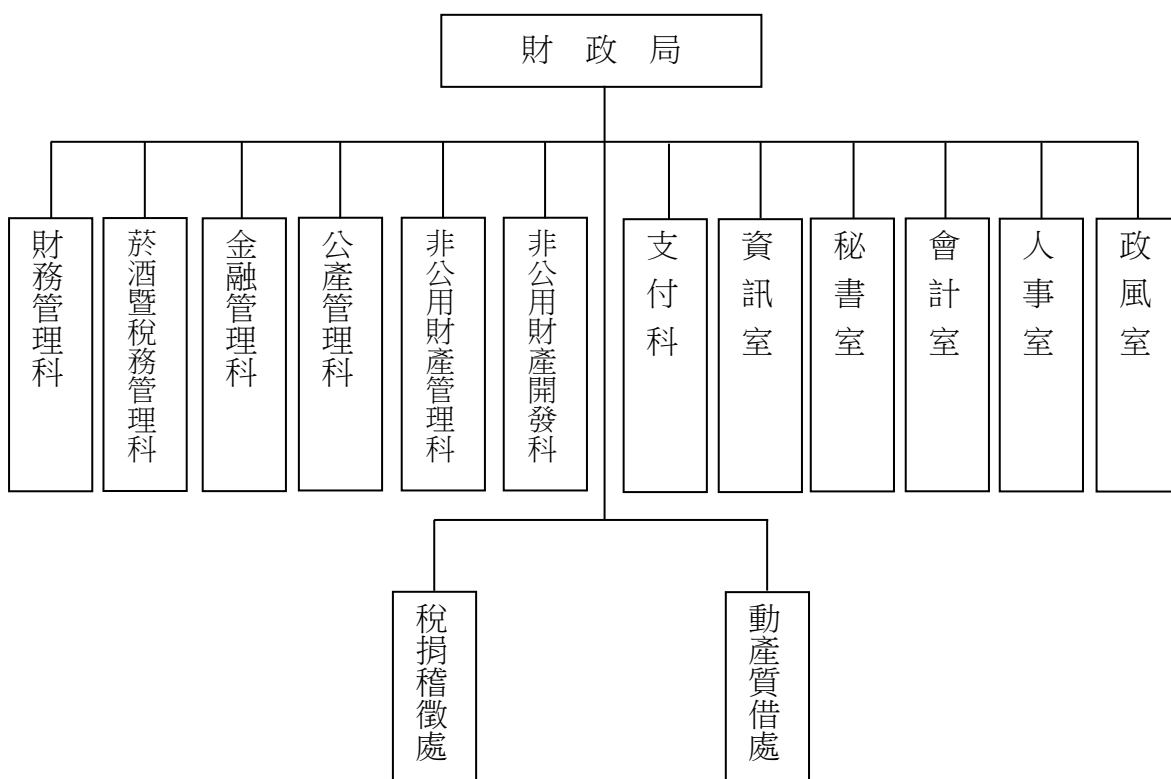 財政局
財務管理科
菸酒暨稅務管理科
金融管理科
公產管理科
非公用財產管理科
非公用財產開發科
支付科
資訊室
秘書室
會計室
人事室
政風室
稅捐稽徵處
動產質借處